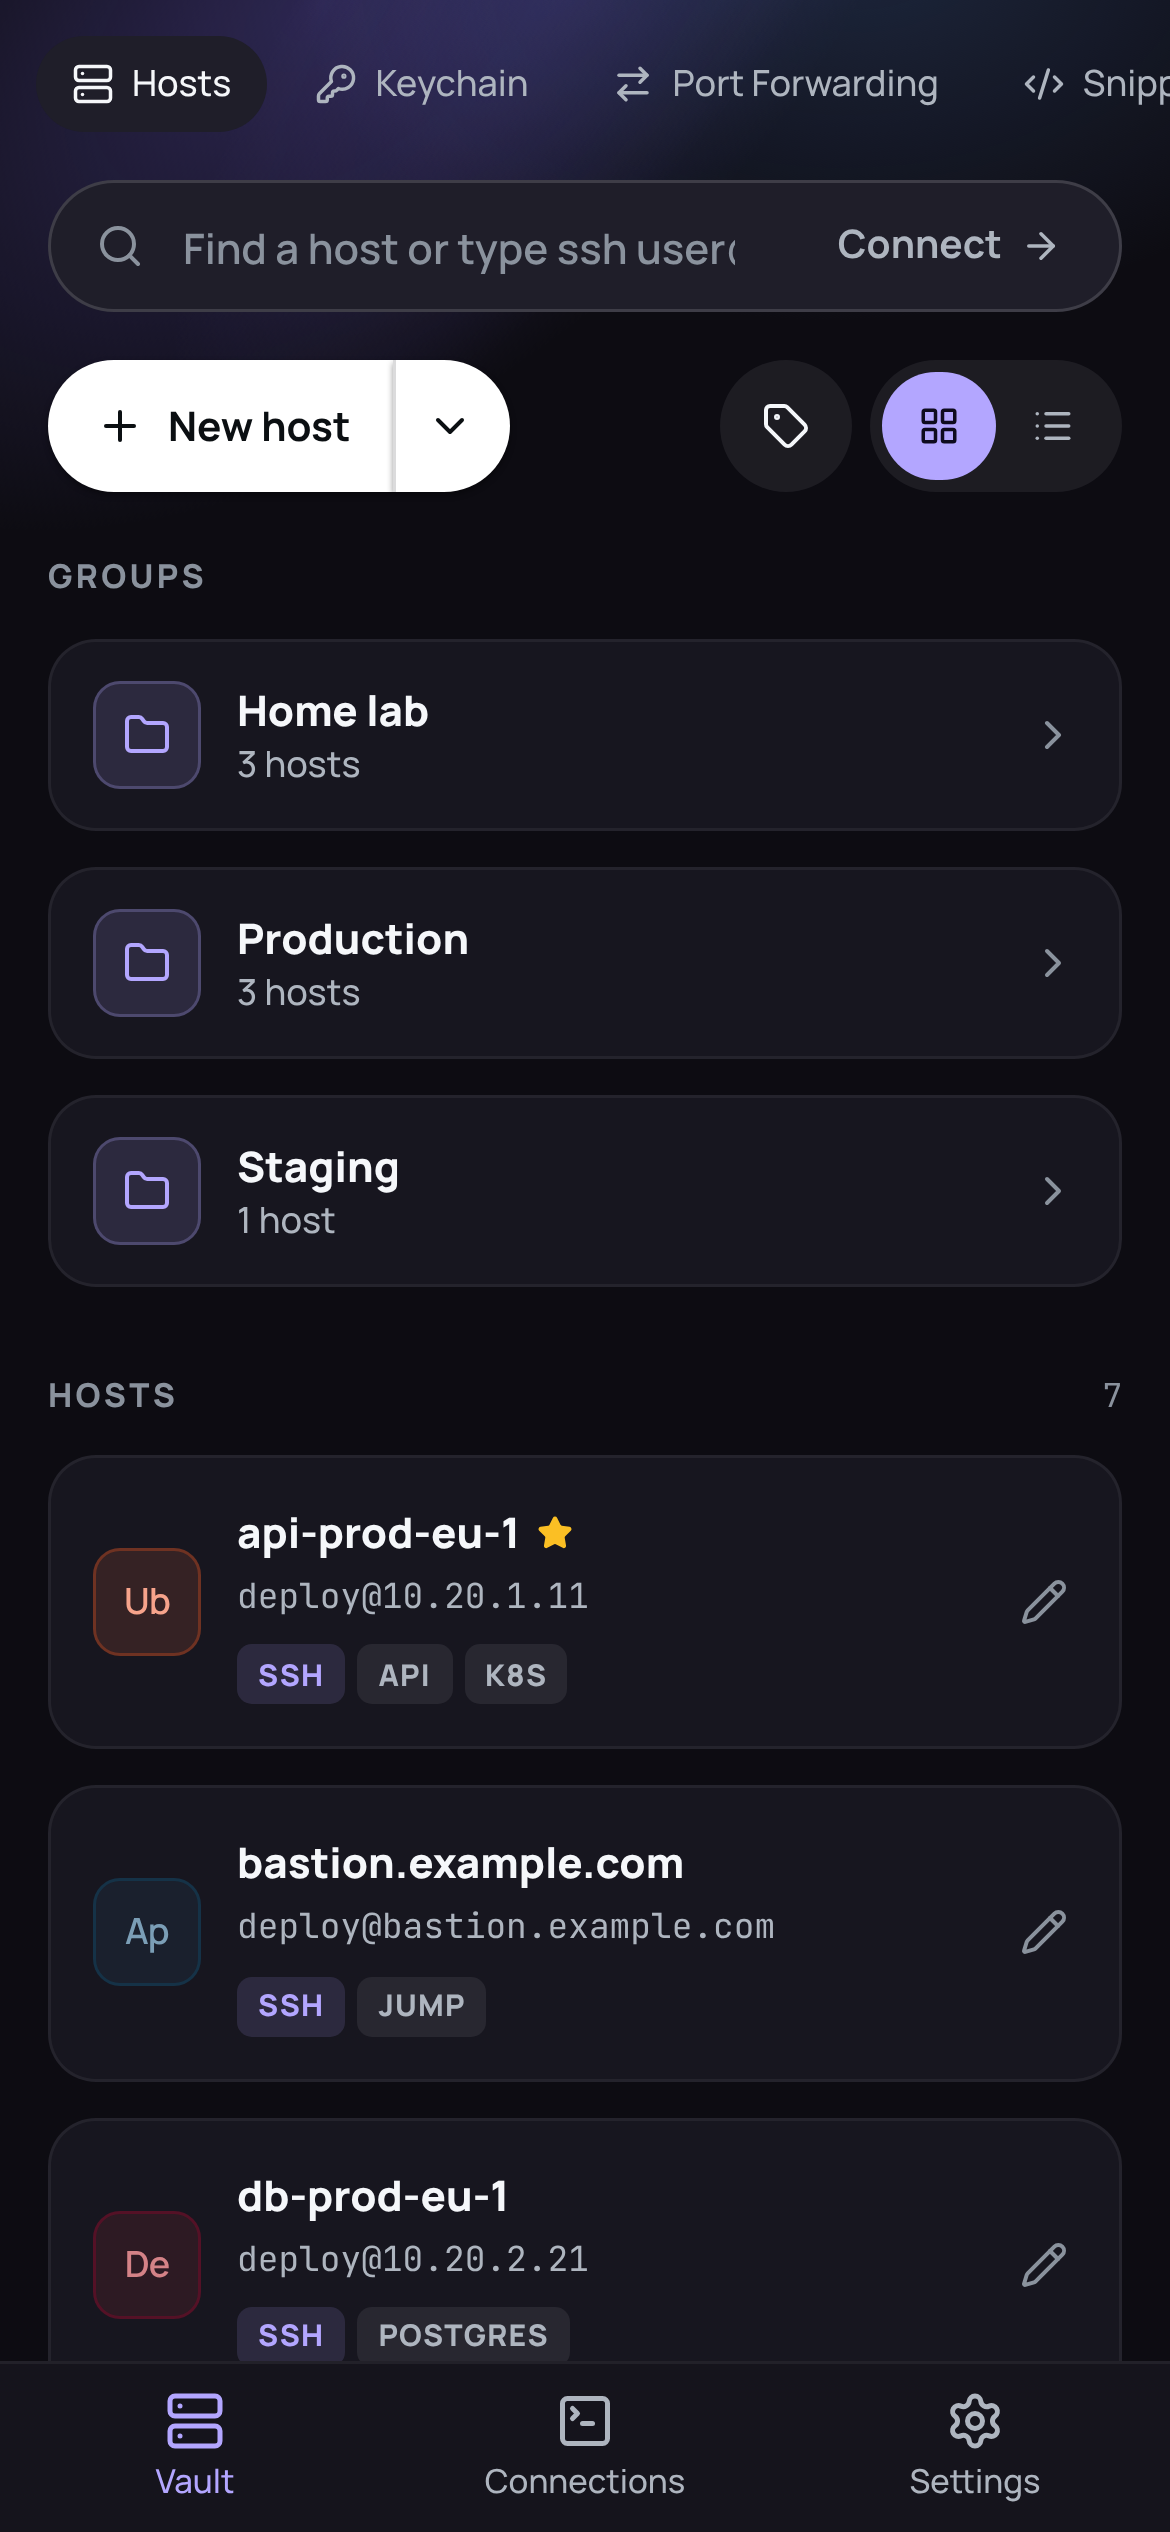 Hosts
Keychain
Port Forwarding
Snipp
Find a host or type ssh user
Connect
New host
GROUPS
Home lab
3 hosts
Production
3 hosts
Staging
1 host
HOSTS
7
api-prod-eu-1
Ub
deploy@10.20.1.11
SSH
API
K8S
bastion.example.com
Ap
deploy@bastion.example.com
SSH
JUMP
db-prod-eu-1
De
deploy@10.20.2.21
SSH
POSTGRES
Vault
Connections
Settings